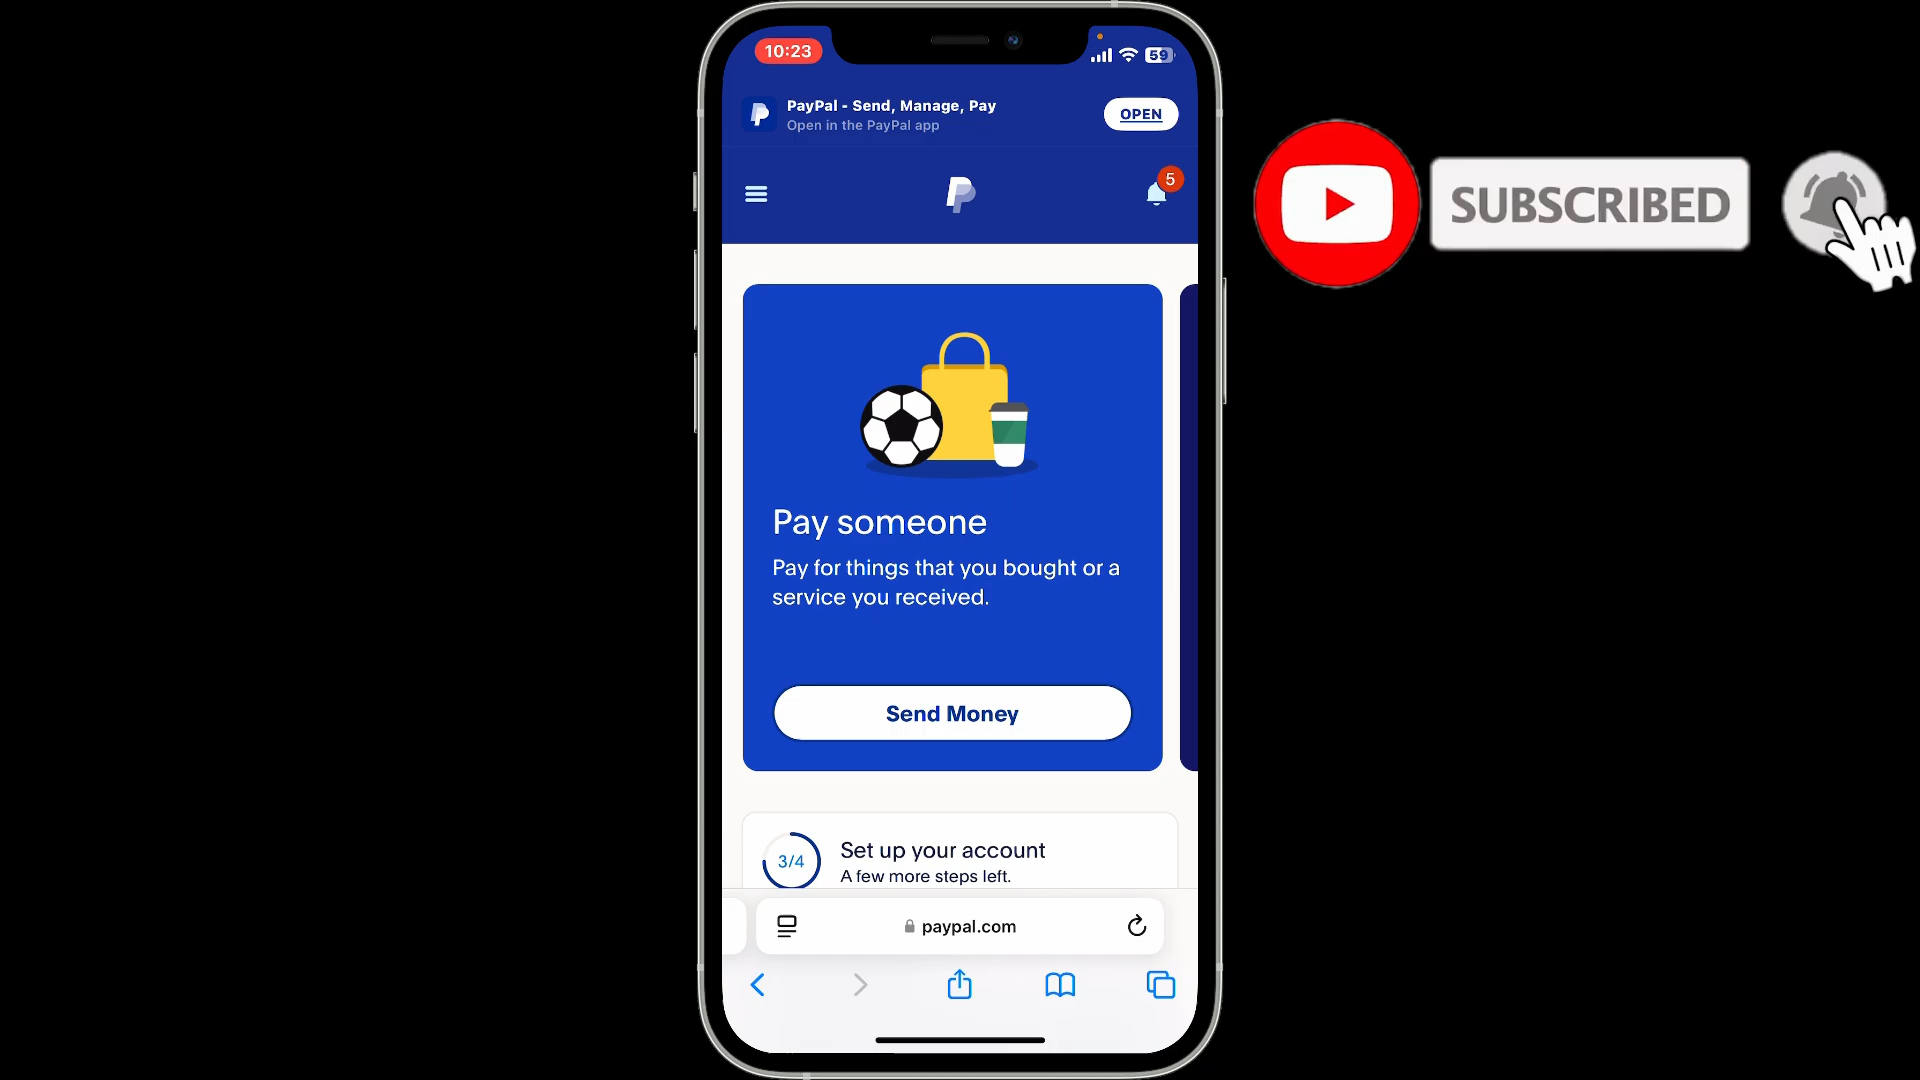 10:23
59
PayPal - Send, Manage, Pay
Open in the PayPal app
OPEN
5
SUBSCRIBED
Pay someone
Pay for things that you bought or a
service you received.
Send Money
3/4
Set up your account
A few more steps left.
paypal.com